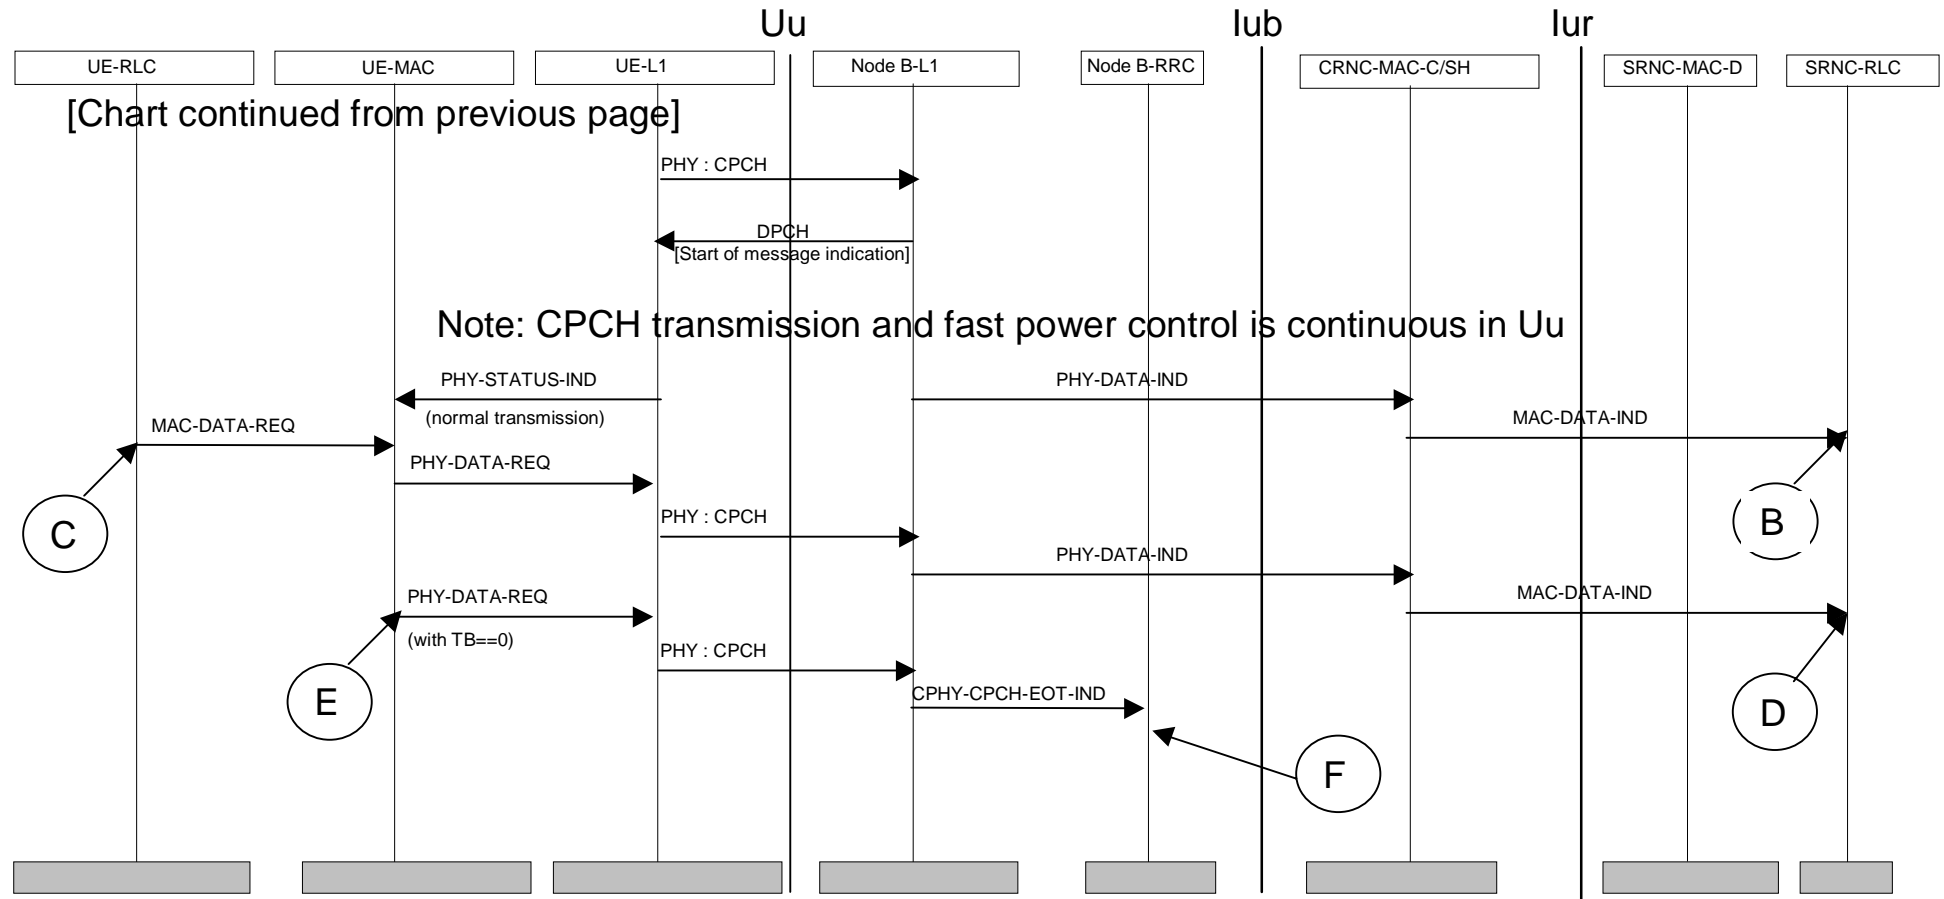 Uu
Iub
Iur
UE-RLC
UE-MAC
UE-L1
Node B-L1
Node B-RRC
CRNC-MAC-C/SH
SRNC-MAC-D
SRNC-RLC
[Chart continued from previous page]
PHY : CPCH
DPCH
[Start of message indication]
Note: CPCH transmission and fast power control is continuous in Uu
PHY-STATUS-IND
PHY-DATA-IND
(normal transmission)
MAC-DATA-IND
MAC-DATA-REQ
PHY-DATA-REQ
C
PHY : CPCH
B
PHY-DATA-IND
PHY-DATA-REQ
MAC-DATA-IND
(with TB==0)
PHY : CPCH
E
CPHY-CPCH-EOT-IND
D
F